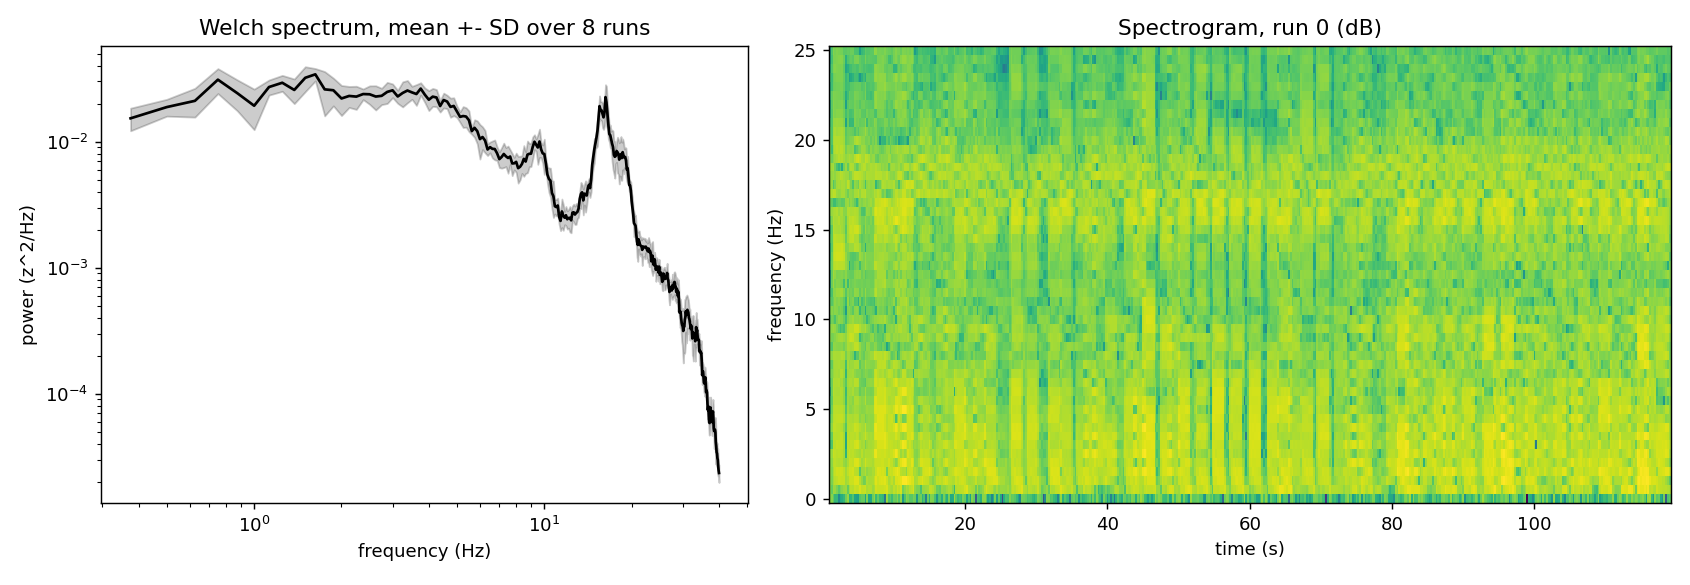 Welch spectrum, mean +- SD over 8 runs
power (z^2/Hz)
10^-2
10^-3
10^-4
10^0
10^1
frequency (Hz)
Spectrogram, run 0 (dB)
frequency (Hz)
25
20
15
10
5
0
20
40
60
80
100
time (s)